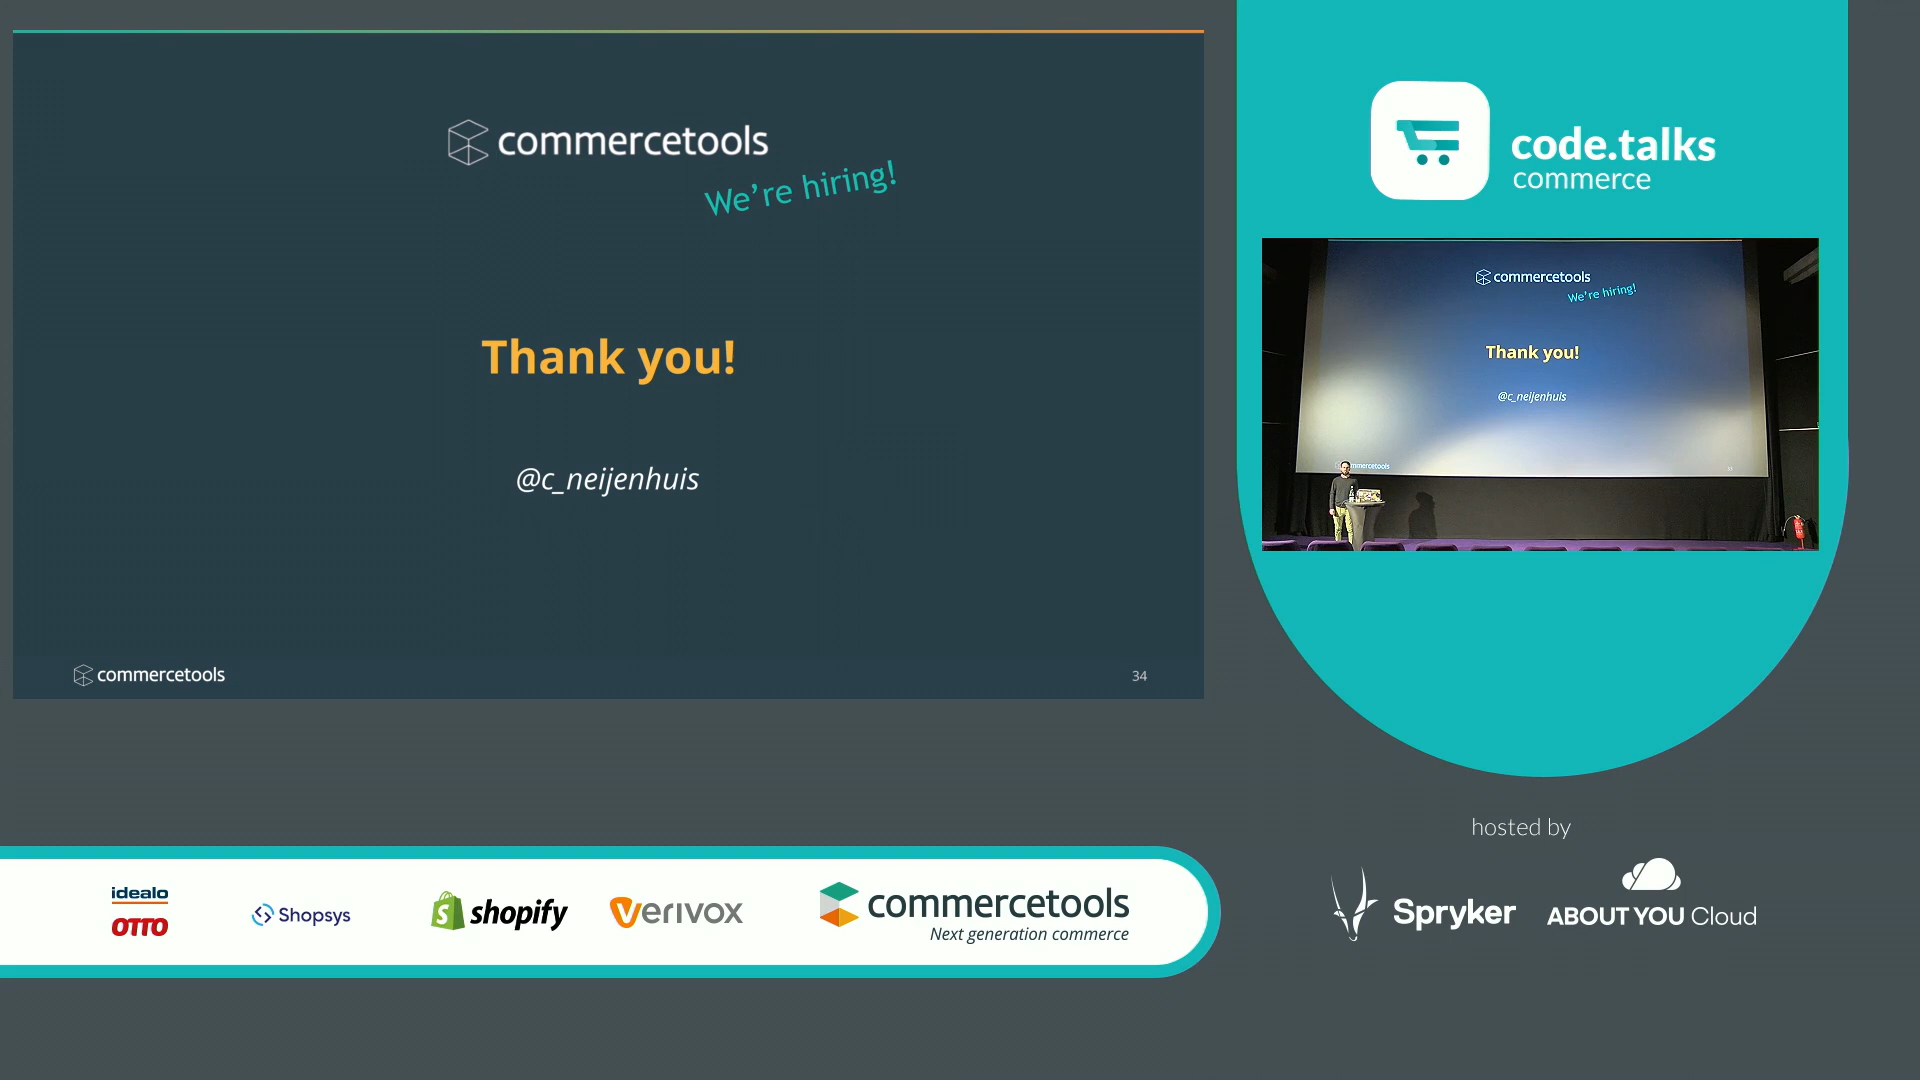 commercetools
We're hiring!
Thank you!
@c_neijenhuis
commercetools
34
code.talks
commerce
commercetools
We're hiring!
Thank you!
@c_neijenhuis
hosted by
Spryker
ABOUT YOU Cloud
idealo
OTTO
Shopsys
shopify
VERIVOX
commercetools
Next generation commerce